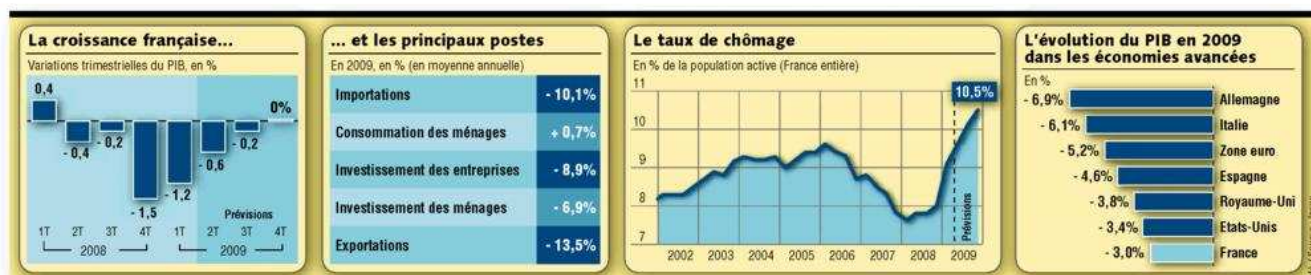 La croissance française...
Variations trimestrielles du PIB, en %
0,4
- 0,4
- 0,2
- 1,5
- 1,2
- 0,6
- 0,2
0%
Prévisions
1T 2T 3T 4T 1T 2T 3T 4T
2008 2009
... et les principaux postes
En 2009, en % (en moyenne annuelle)
Importations - 10,1%
Consommation des ménages + 0,7%
Investissement des entreprises - 8,9%
Investissement des ménages - 6,9%
Exportations - 13,5%
Le taux de chômage
En % de la population active (France entière)
11
10
9
8
7
10,5%
Prévisions
2002 2003 2004 2005 2006 2007 2008 2009
L'évolution du PIB en 2009
dans les économies avancées
En %
- 6,9% Allemagne
- 6,1% Italie
- 5,2% Zone euro
- 4,6% Espagne
- 3,8% Royaume-Uni
- 3,4% Etats-Unis
- 3,0% France